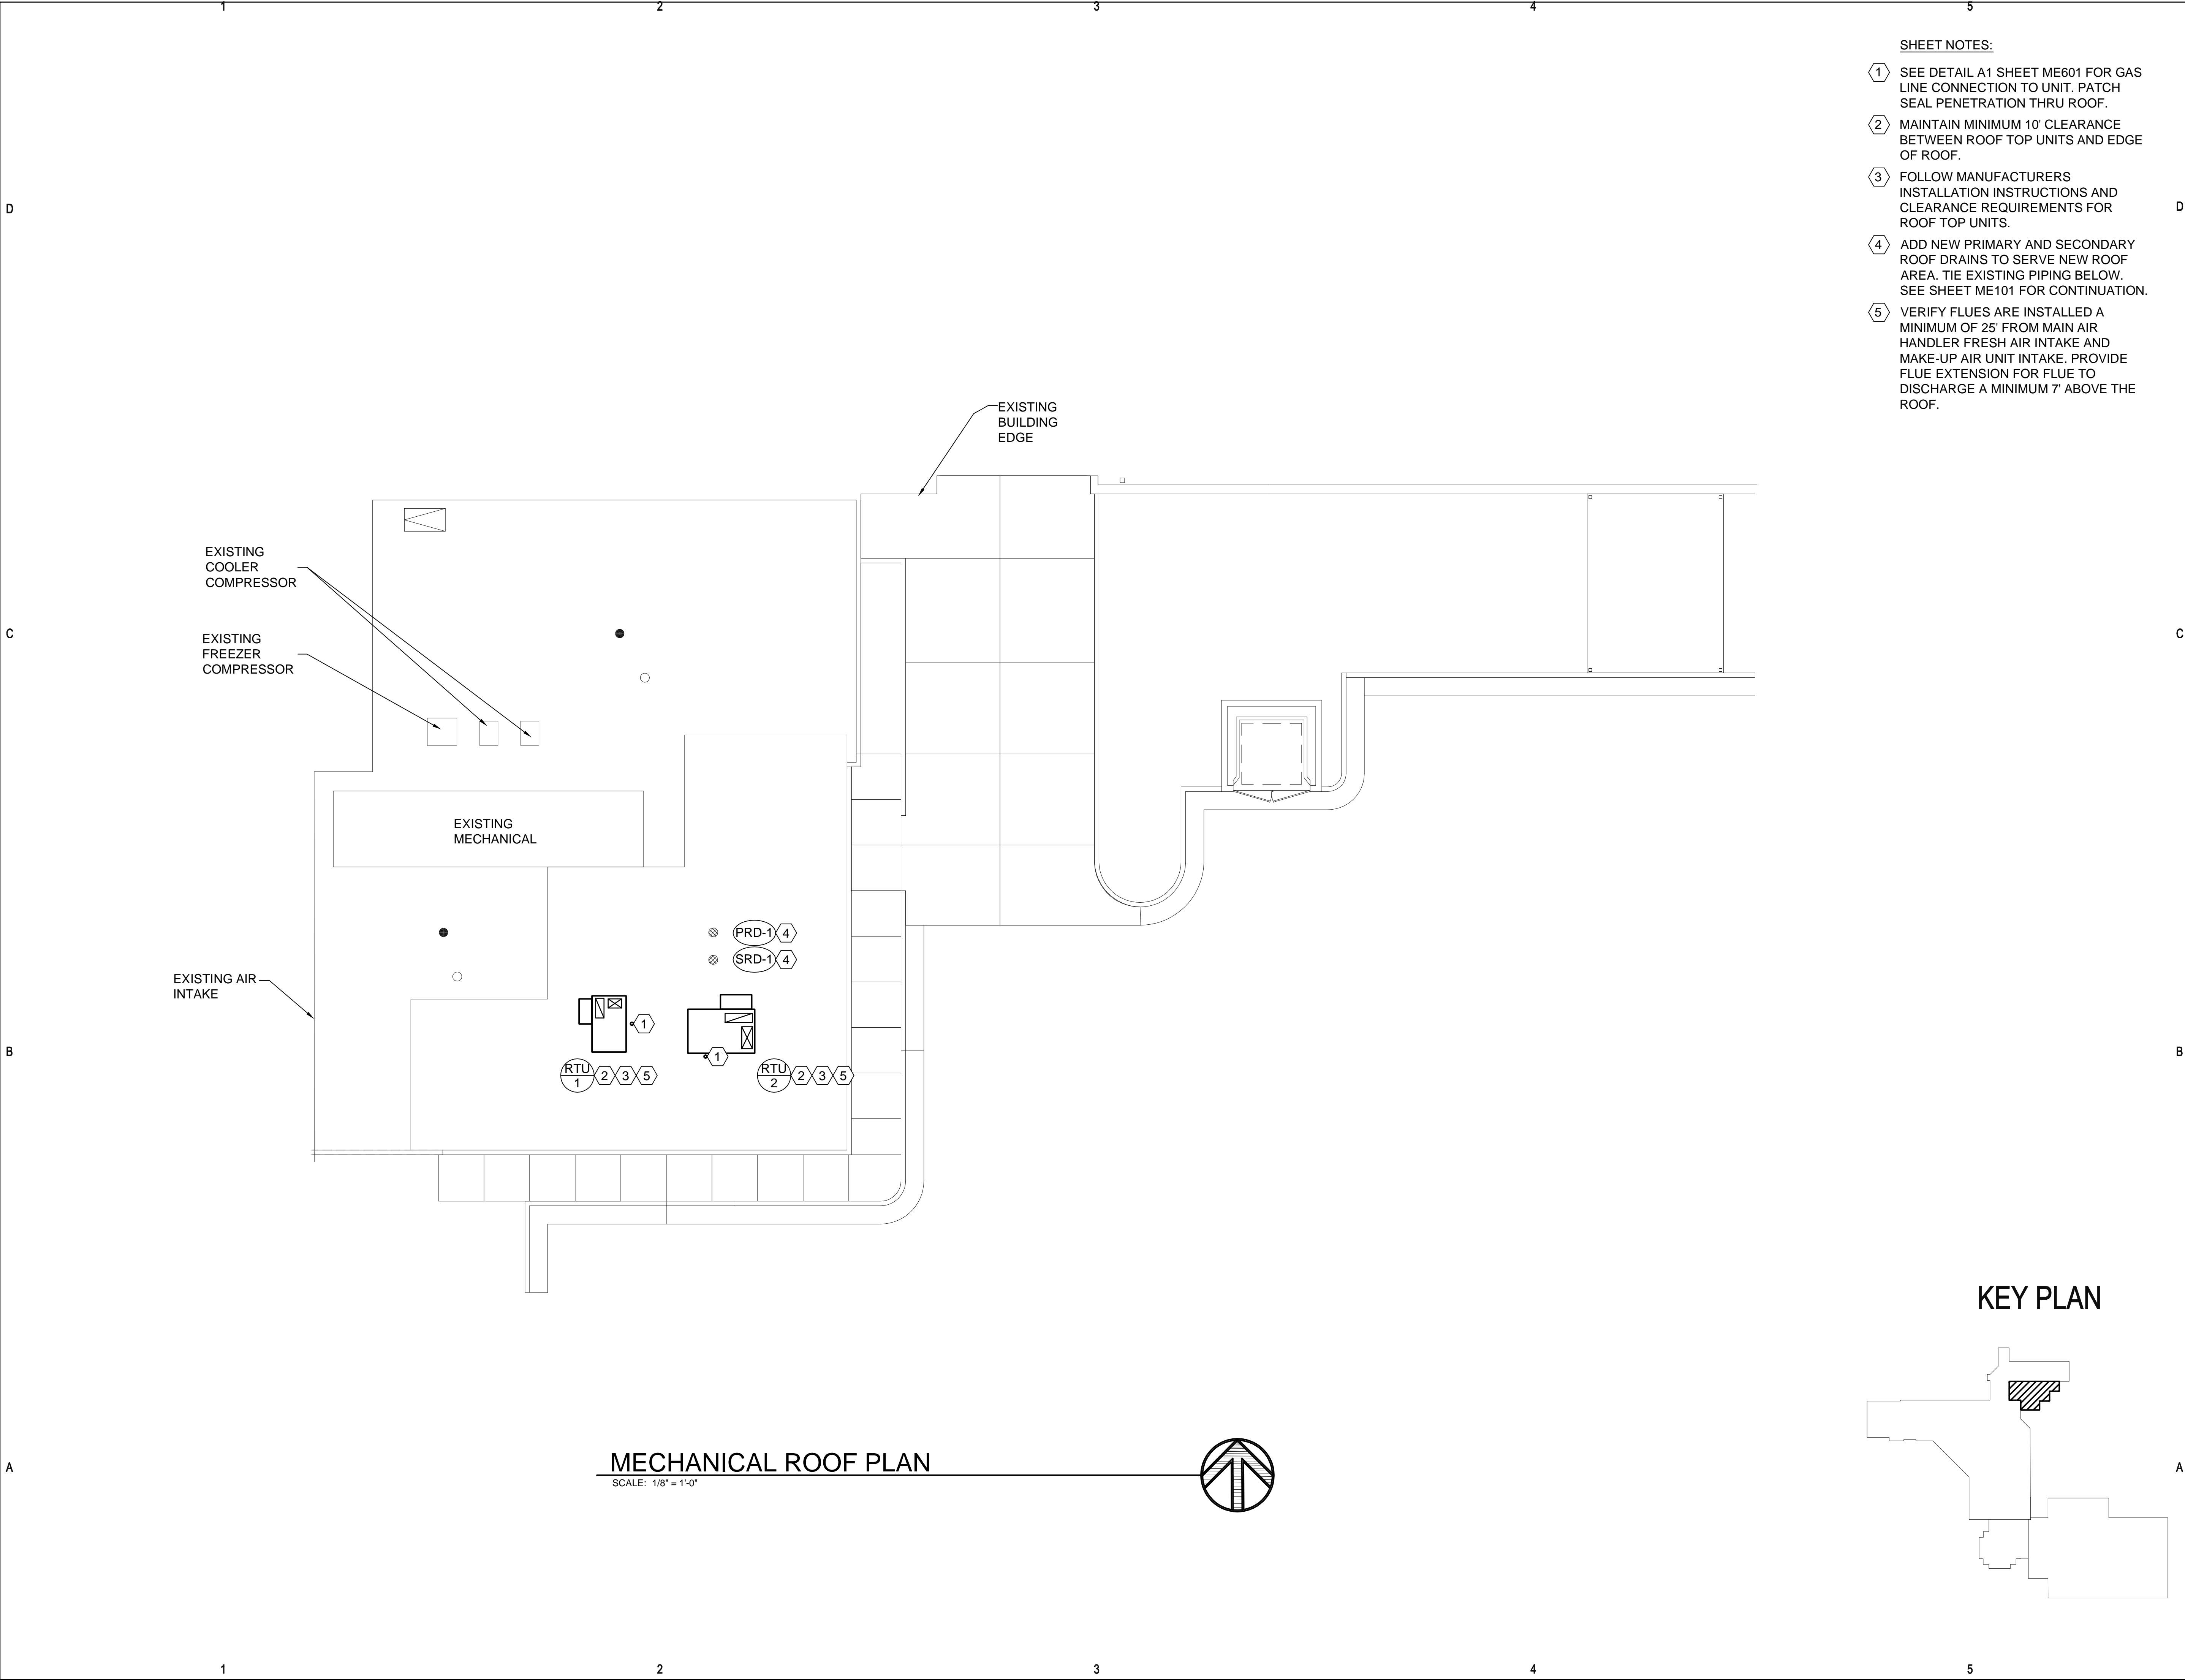 1 2 3 4 5
SHEET NOTES:
1 SEE DETAIL A1 SHEET ME601 FOR GAS
LINE CONNECTION TO UNIT. PATCH
SEAL PENETRATION THRU ROOF.
2 MAINTAIN MINIMUM 10' CLEARANCE
BETWEEN ROOF TOP UNITS AND EDGE
OF ROOF.
3 FOLLOW MANUFACTURERS
INSTALLATION INSTRUCTIONS AND
CLEARANCE REQUIREMENTS FOR
ROOF TOP UNITS.
4 ADD NEW PRIMARY AND SECONDARY
ROOF DRAINS TO SERVE NEW ROOF
AREA. TIE EXISTING PIPING BELOW.
SEE SHEET ME101 FOR CONTINUATION.
5 VERIFY FLUES ARE INSTALLED A
MINIMUM OF 25' FROM MAIN AIR
HANDLER FRESH AIR INTAKE AND
MAKE-UP AIR UNIT INTAKE. PROVIDE
FLUE EXTENSION FOR FLUE TO
DISCHARGE A MINIMUM 7' ABOVE THE
ROOF.
D D
EXISTING
BUILDING
EDGE
EXISTING
COOLER
COMPRESSOR
C C
EXISTING
FREEZER
COMPRESSOR
EXISTING
MECHANICAL
PRD-1 4
SRD-1 4
EXISTING AIR
INTAKE
1
1
B B
RTU
1
2 3 5
RTU
2
2 3 5
KEY PLAN
A A
MECHANICAL ROOF PLAN
SCALE: 1/8" = 1'-0"
1 2 3 4 5